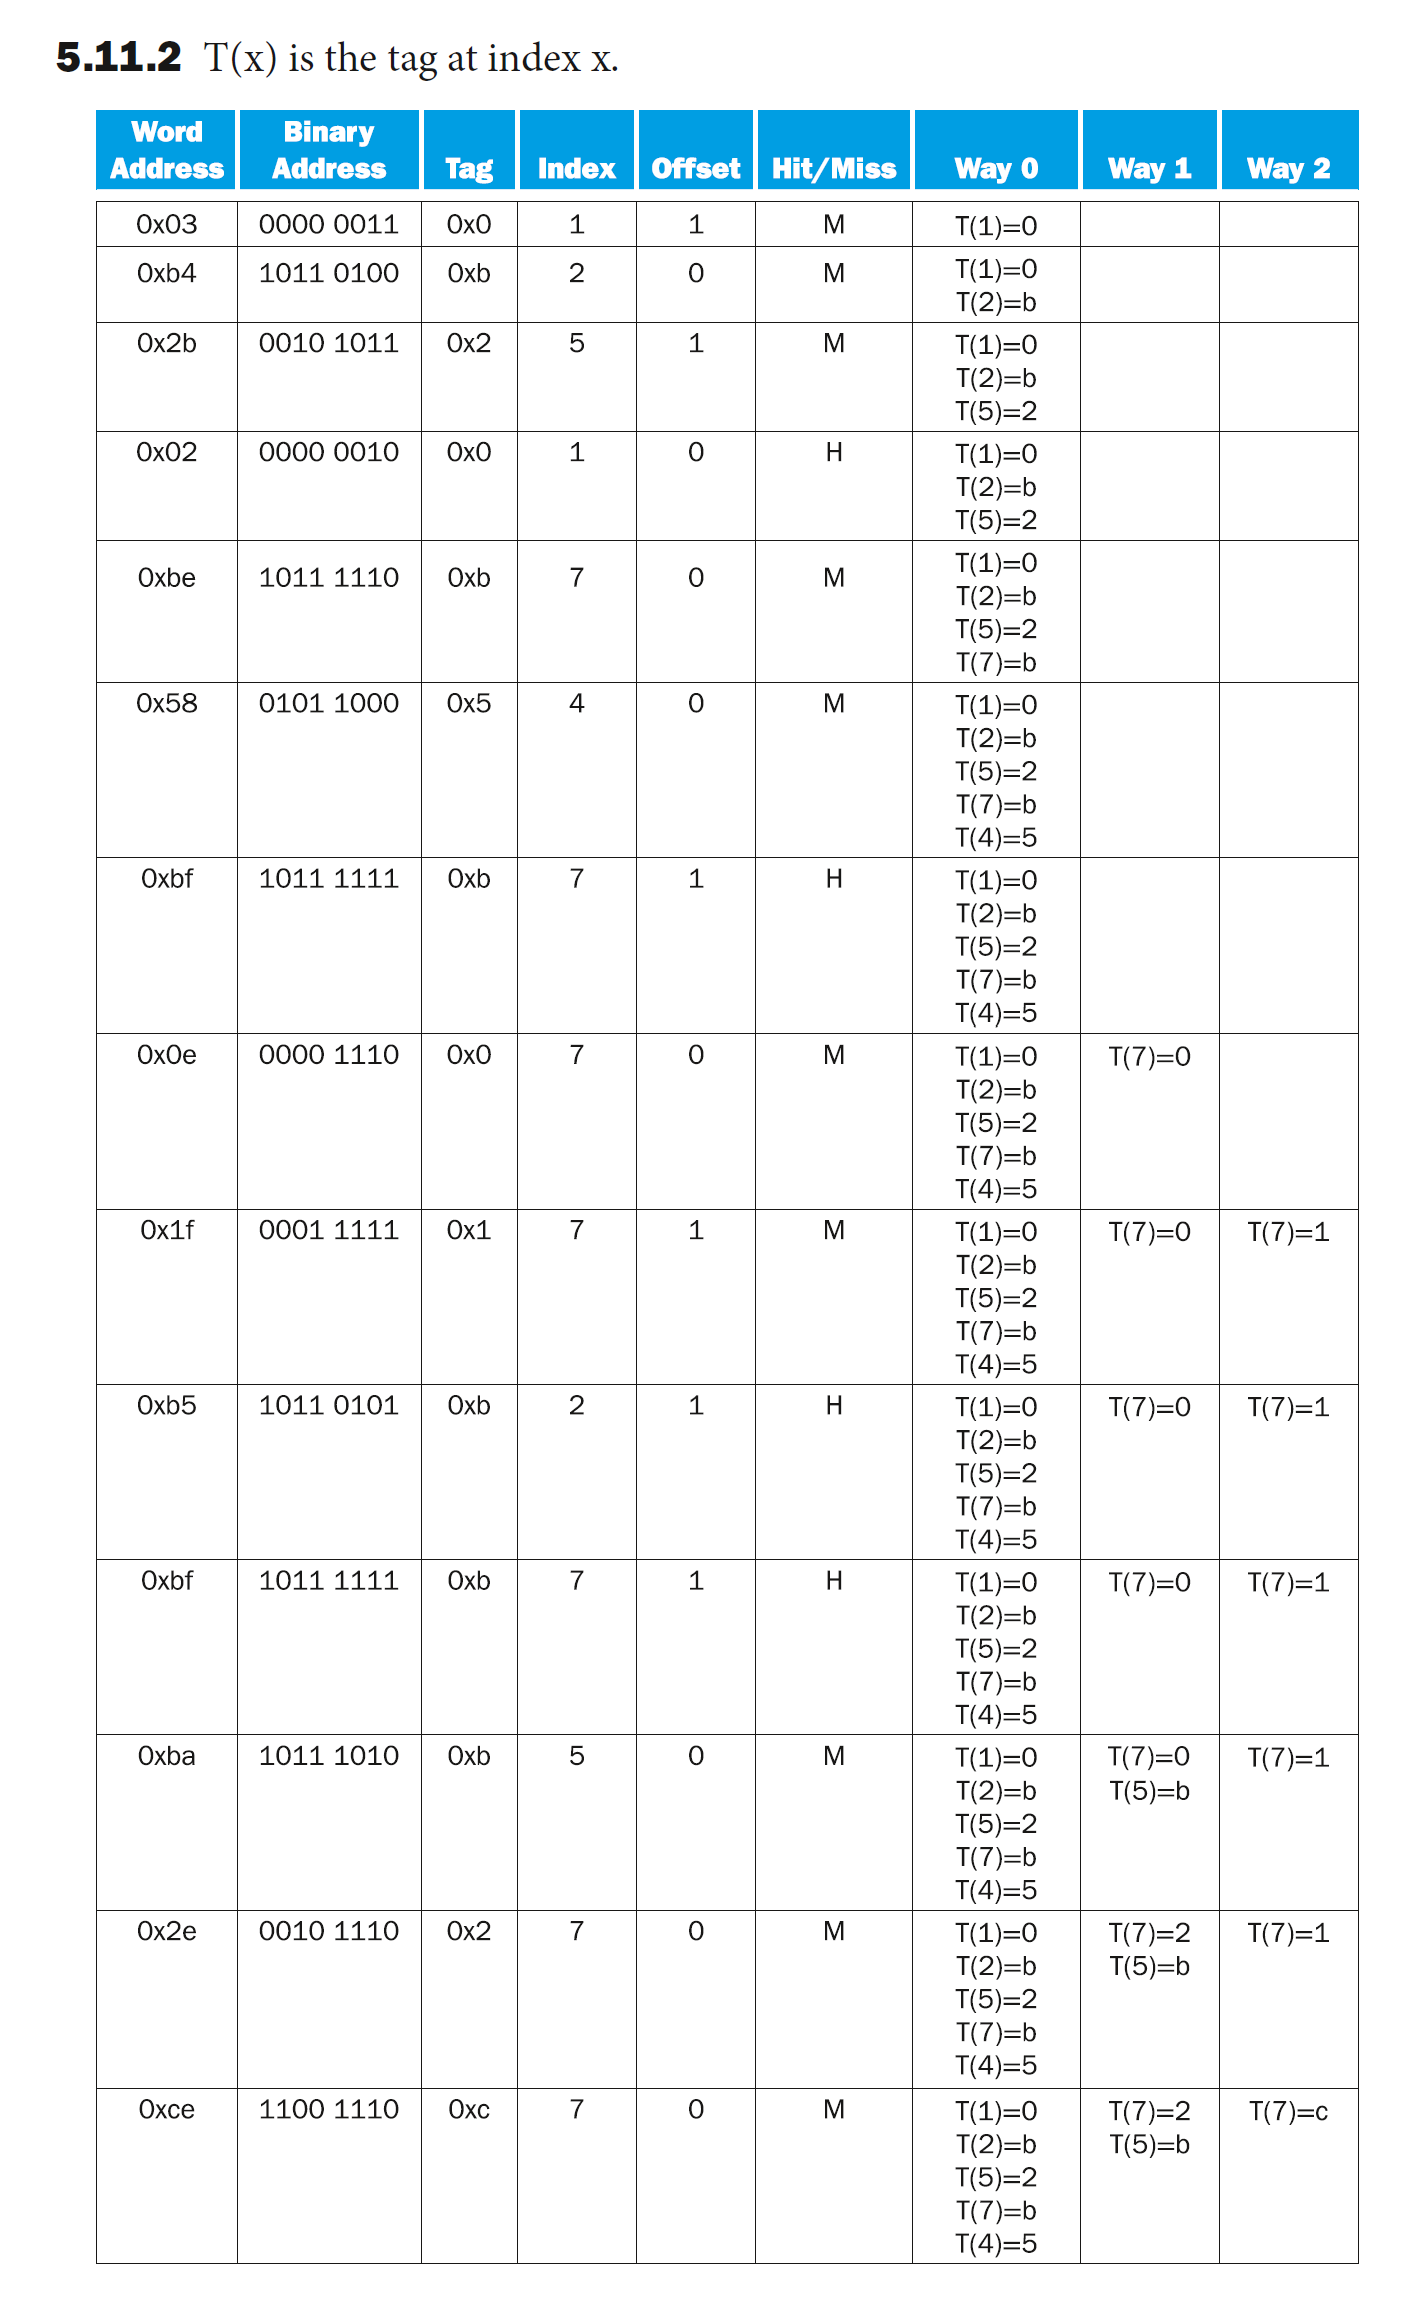 5.11.2 T(x) is the tag at index x.
Word Address Binary Address Tag Index Offset Hit/Miss Way 0 Way 1 Way 2
0x03 0000 0011 0x0 1 1 M T(1)=0
0xb4 1011 0100 0xb 2 0 M T(1)=0
T(2)=b
0x2b 0010 1011 0x2 5 1 M T(1)=0
T(2)=b
T(5)=2
0x02 0000 0010 0x0 1 0 H T(1)=0
T(2)=b
T(5)=2
0xbe 1011 1110 0xb 7 0 M T(1)=0
T(2)=b
T(5)=2
T(7)=b
0x58 0101 1000 0x5 4 0 M T(1)=0
T(2)=b
T(5)=2
T(7)=b
T(4)=5
0xbf 1011 1111 0xb 7 1 H T(1)=0
T(2)=b
T(5)=2
T(7)=b
T(4)=5
0x0e 0000 1110 0x0 7 0 M T(1)=0 T(7)=0
T(2)=b
T(5)=2
T(7)=b
T(4)=5
0x1f 0001 1111 0x1 7 1 M T(1)=0 T(7)=0 T(7)=1
T(2)=b
T(5)=2
T(7)=b
T(4)=5
0xb5 1011 0101 0xb 2 1 H T(1)=0 T(7)=0 T(7)=1
T(2)=b
T(5)=2
T(7)=b
T(4)=5
0xbf 1011 1111 0xb 7 1 H T(1)=0 T(7)=0 T(7)=1
T(2)=b
T(5)=2
T(7)=b
T(4)=5
0xba 1011 1010 0xb 5 0 M T(1)=0 T(7)=0 T(7)=1
T(2)=b T(5)=b
T(5)=2
T(7)=b
T(4)=5
0x2e 0010 1110 0x2 7 0 M T(1)=0 T(7)=2 T(7)=1
T(2)=b T(5)=b
T(5)=2
T(7)=b
T(4)=5
0xce 1100 1110 0xc 7 0 M T(1)=0 T(7)=2 T(7)=c
T(2)=b T(5)=b
T(5)=2
T(7)=b
T(4)=5